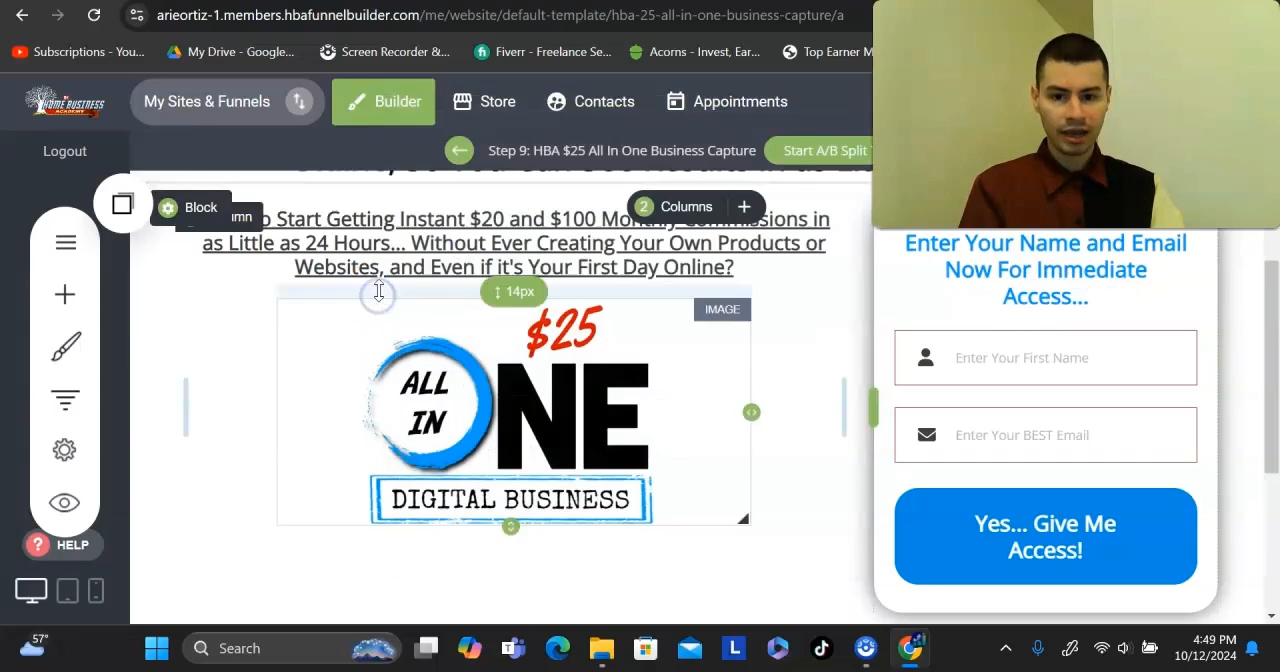 arieortiz-1.members.hbafunnelbuilder.com/me/website/default-template/hba-25-all-in-one-business-capture/a
Subscriptions - You...
My Drive - Google...
Screen Recorder &...
Fiverr - Freelance Se...
Acorns - Invest, Ear...
Top Earner M
HOME BUSINESS
ACADEMY
My Sites & Funnels
Builder
Store
Contacts
Appointments
Logout
Step 9: HBA $25 All In One Business Capture
Start A/B Split
Block
umn
2 Columns +
o Start Getting Instant $20 and $100 Monthly Commissions in
as Little as 24 Hours... Without Ever Creating Your Own Products or
Websites, and Even if it's Your First Day Online?
14px
IMAGE
$25
ALL
IN
ONE
DIGITAL BUSINESS
Enter Your Name and Email
Now For Immediate
Access...
Enter Your First Name
Enter Your BEST Email
Yes... Give Me
Access!
? HELP
57°
Search
L
4:49 PM
10/12/2024